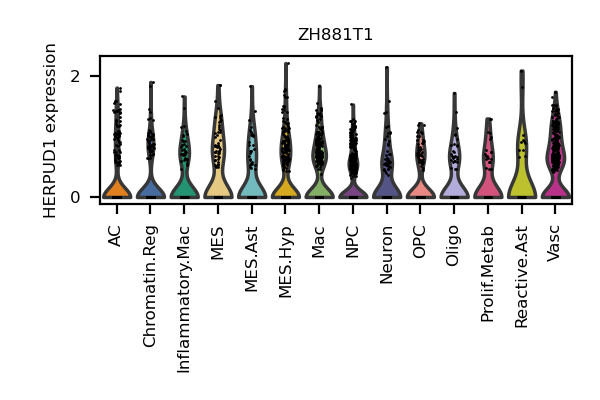 ZH881T1
HERPUD1 expression
2
0
AC
Chromatin.Reg
Inflammatory.Mac
MES
MES.Ast
MES.Hyp
Mac
NPC
Neuron
OPC
Oligo
Prolif.Metab
Reactive.Ast
Vasc